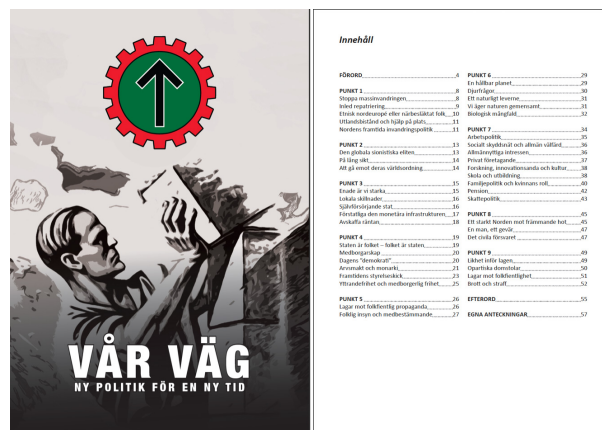 VÅR VÄG
NY POLITIK FÖR EN NY TID
Innehåll
FÖRORD 4
PUNKT 1 8
Stoppa massinvandringen 8
Inled repatriering 9
Etnisk nordeuropé eller närbesläktat folk 10
Utlandsbistånd och hjälp på plats 11
Nordens framtida invandringspolitik 11
PUNKT 2 13
Den globala sionistiska eliten 13
På lång sikt 14
Att gå emot deras världsordning 14
PUNKT 3 15
Enade är vi starka 15
Lokala skillnader 16
Självförsörjande stat 16
Förstatliga den monetära infrastrukturen 17
Avskaffa räntan 18
PUNKT 4 19
Staten är folket – folket är staten 19
Medborgarskap 20
Dagens "demokrati" 20
Arvsmakt och monarki 21
Framtidens styrelseskick 23
Yttrandefrihet och medborgerlig frihet 25
PUNKT 5 26
Lagar mot folkfientlig propaganda 26
Folklig insyn och medbestämmande 27
PUNKT 6 29
En hållbar planet 29
Djurfrågor 30
Ett naturligt leverne 31
Vi äger naturen gemensamt 31
Biologisk mångfald 32
PUNKT 7 34
Arbetspolitik 35
Socialt skyddsnät och allmän välfärd 36
Allmännyttiga intressen 36
Privat företagande 37
Forskning, innovationsanda och kultur 38
Skola och utbildning 38
Familjepolitik och kvinnans roll 40
Pension 42
Skattepolitik 43
PUNKT 8 45
Ett starkt Norden mot främmande hot 45
En man, ett gevär 47
Det civila försvaret 47
PUNKT 9 49
Likhet inför lagen 49
Opartiska domstolar 50
Lagar mot folkfientlighet 51
Brott och straff 52
EFTERORD 55
EGNA ANTECKNINGAR 57